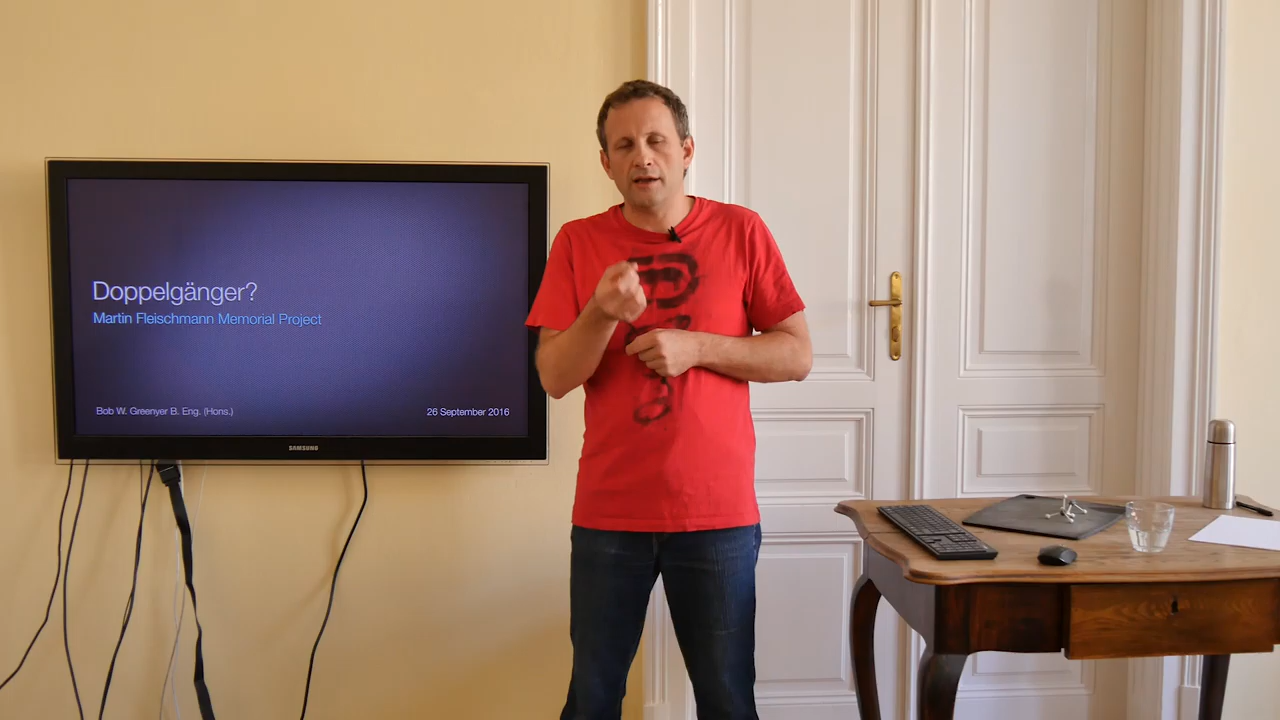 Doppelgänger?
Martin Fleischmann Memorial Project
Bob W. Greenyer B. Eng. (Hons.)
26 September 2016
SAMSUNG